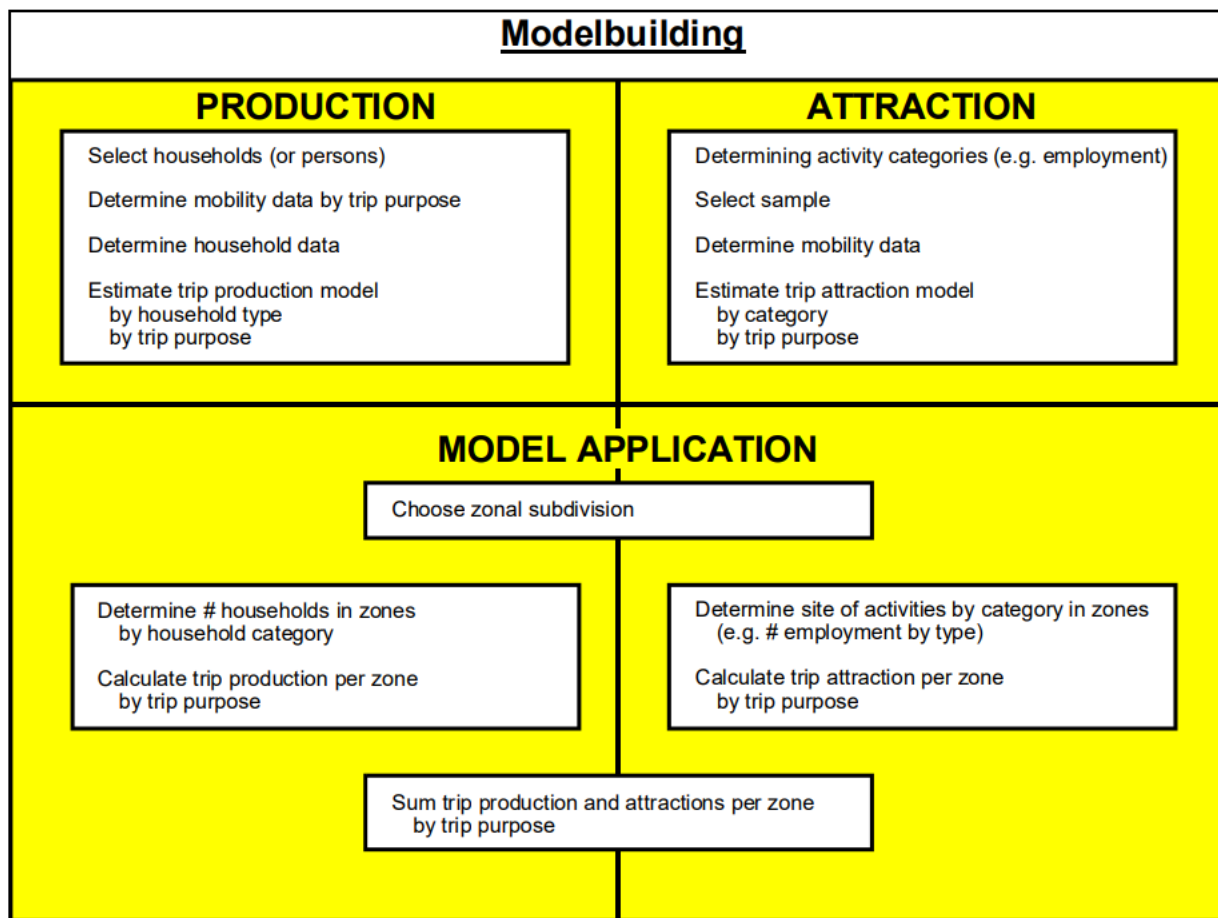 Modelbuilding
PRODUCTION
Select households (or persons)
Determine mobility data by trip purpose
Determine household data
Estimate trip production model
by household type
by trip purpose
ATTRACTION
Determining activity categories (e.g. employment)
Select sample
Determine mobility data
Estimate trip attraction model
by category
by trip purpose
MODEL APPLICATION
Choose zonal subdivision
Determine # households in zones
by household category
Calculate trip production per zone
by trip purpose
Determine site of activities by category in zones
(e.g. # employment by type)
Calculate trip attraction per zone
by trip purpose
Sum trip production and attractions per zone
by trip purpose